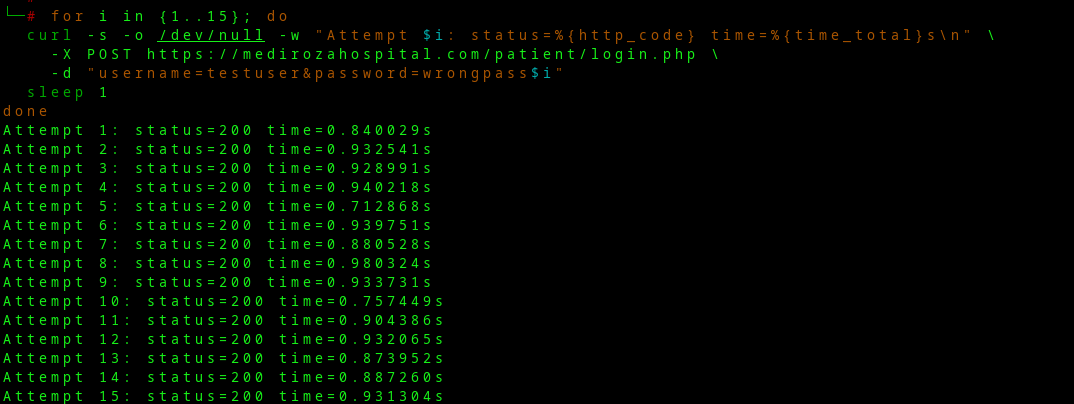 └─# for i in {1..15}; do
  curl -s -o /dev/null -w "Attempt $i: status=%{http_code} time=%{time_total}s\n" \
    -X POST https://medirozahospital.com/patient/login.php \
    -d "username=testuser&password=wrongpass$i"
  sleep 1
done
Attempt 1: status=200 time=0.840029s
Attempt 2: status=200 time=0.932541s
Attempt 3: status=200 time=0.928991s
Attempt 4: status=200 time=0.940218s
Attempt 5: status=200 time=0.712868s
Attempt 6: status=200 time=0.939751s
Attempt 7: status=200 time=0.880528s
Attempt 8: status=200 time=0.980324s
Attempt 9: status=200 time=0.933731s
Attempt 10: status=200 time=0.757449s
Attempt 11: status=200 time=0.904386s
Attempt 12: status=200 time=0.932065s
Attempt 13: status=200 time=0.873952s
Attempt 14: status=200 time=0.887260s
Attempt 15: status=200 time=0.931304s